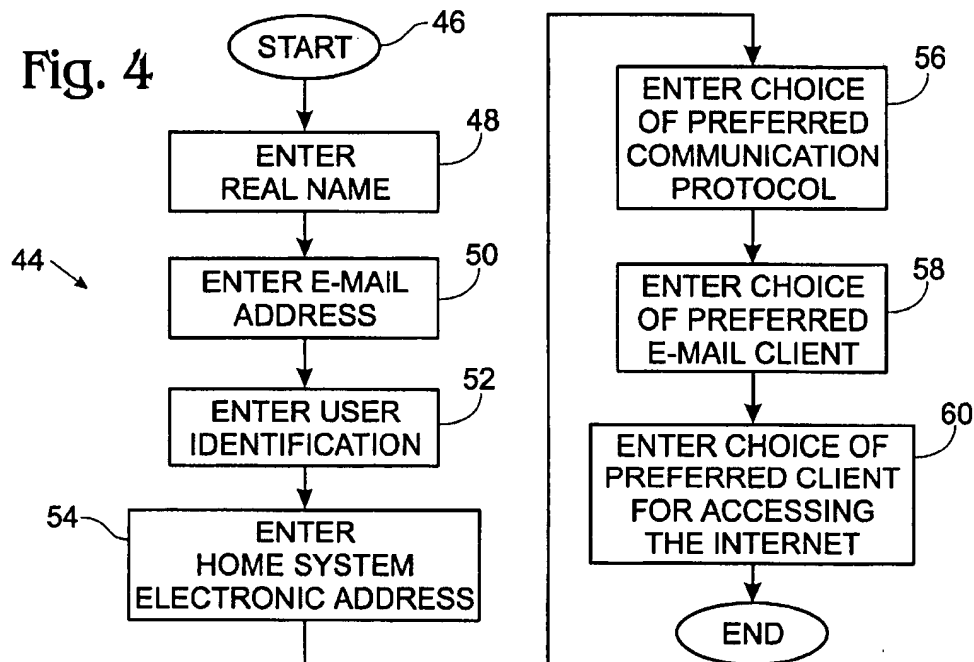 Fig. 4
START
46
ENTER
REAL NAME
48
44
ENTER E-MAIL
ADDRESS
50
ENTER USER
IDENTIFICATION
52
54
ENTER
HOME SYSTEM
ELECTRONIC ADDRESS
ENTER CHOICE
OF PREFERRED
COMMUNICATION
PROTOCOL
56
ENTER CHOICE
OF PREFERRED
E-MAIL CLIENT
58
ENTER CHOICE OF
PREFERRED CLIENT
FOR ACCESSING
THE INTERNET
60
END